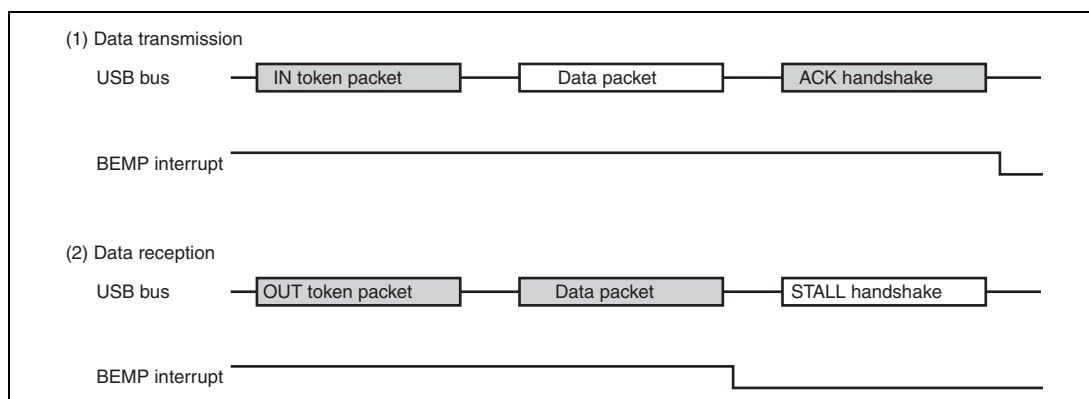 (1) Data transmission
USB bus
IN token packet
Data packet
ACK handshake
BEMP interrupt
(2) Data reception
USB bus
OUT token packet
Data packet
STALL handshake
BEMP interrupt